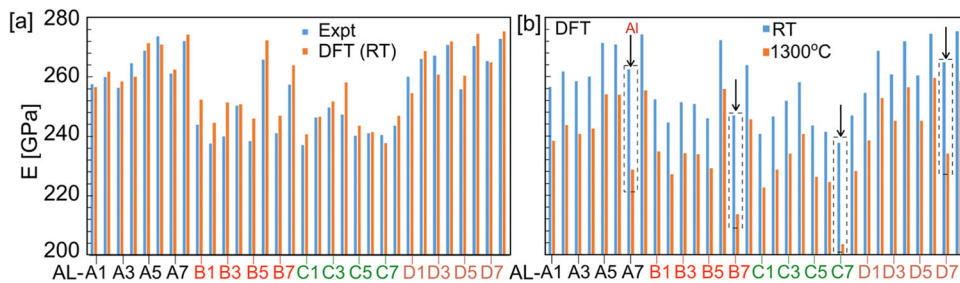 [a]
280
260
240
220
200
E [GPa]
Expt
DFT (RT)
AL-A1 A3 A5 A7 B1 B3 B5 B7 C1 C3 C5 C7 D1 D3 D5 D7
[b]
DFT
Al
RT
1300°C
AL-A1 A3 A5 A7 B1 B3 B5 B7 C1 C3 C5 C7 D1 D3 D5 D7